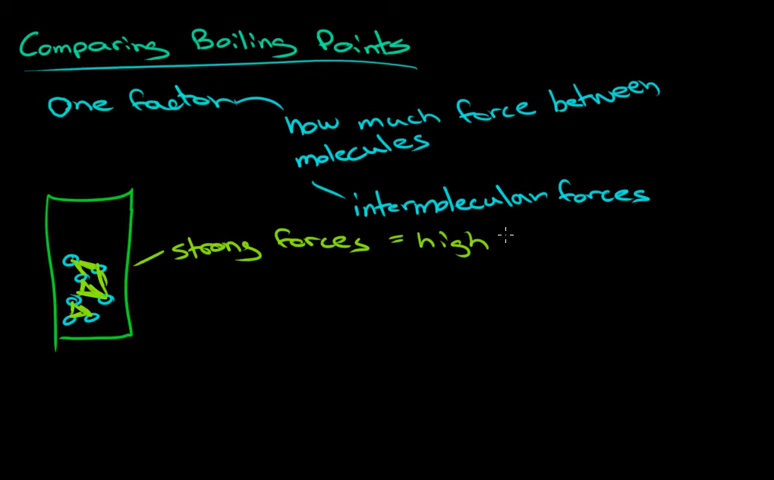 Comparing Boiling Points
One factor
how much force between
molecules
intermolecular forces
strong forces = high